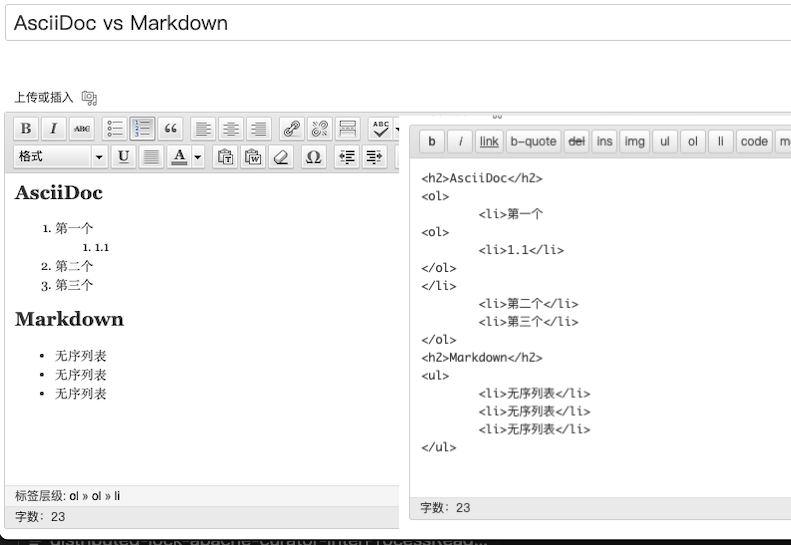 AsciiDoc vs Markdown
上传或插入
B I ABC ABC
格式 U A T W Ω
AsciiDoc
1. 第一个
1. 1.1
2. 第二个
3. 第三个
Markdown
• 无序列表
• 无序列表
• 无序列表
标签层级: ol » ol » li
字数：23
b i link b-quote del ins img ul ol li code
<h2>AsciiDoc</h2>
<ol>
<li>第一个
<ol>
<li>1.1</li>
</ol>
</li>
<li>第二个</li>
<li>第三个</li>
</ol>
<h2>Markdown</h2>
<ul>
<li>无序列表</li>
<li>无序列表</li>
<li>无序列表</li>
</ul>
字数：23